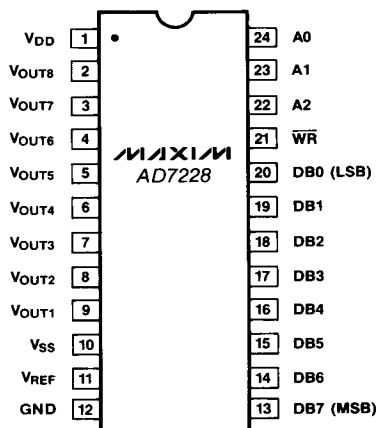 VDD 1 24 A0
VOUT8 2 23 A1
VOUT7 3 22 A2
VOUT6 4 21 WR
VOUT5 5 MAXIM 20 DB0 (LSB)
AD7228
VOUT4 6 19 DB1
VOUT3 7 18 DB2
VOUT2 8 17 DB3
VOUT1 9 16 DB4
VSS 10 15 DB5
VREF 11 14 DB6
GND 12 13 DB7 (MSB)